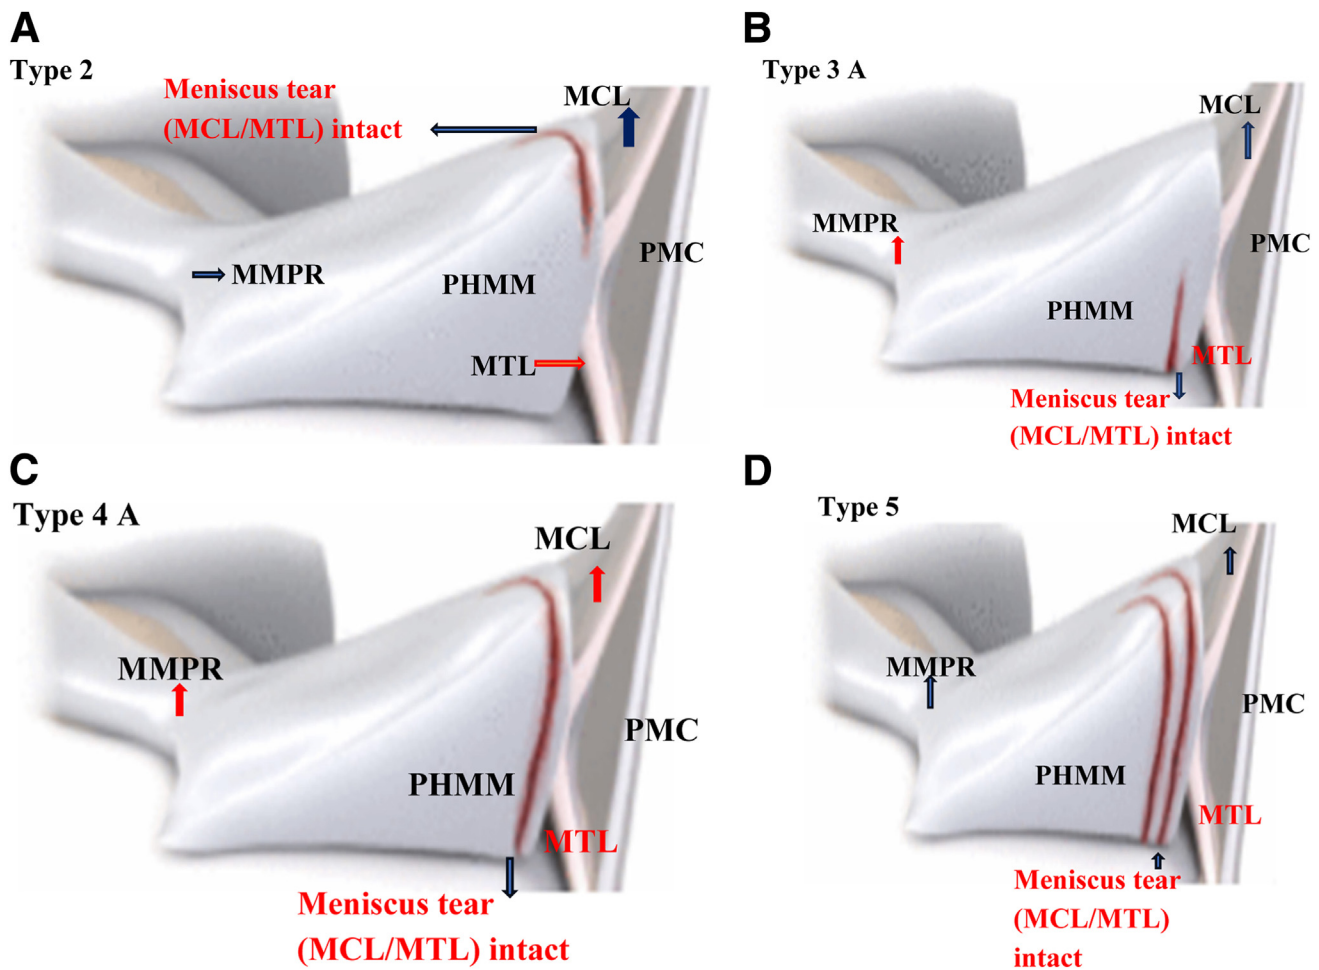 A
Type 2
Meniscus tear
(MCL/MTL) intact
MCL
MMPR
PHMM
PMC
MTL
B
Type 3 A
MCL
MMPR
PMC
PHMM
MTL
Meniscus tear
(MCL/MTL) intact
C
Type 4 A
MCL
MMPR
PMC
PHMM
MTL
Meniscus tear
(MCL/MTL) intact
D
Type 5
MCL
MMPR
PMC
PHMM
MTL
Meniscus tear
(MCL/MTL)
intact